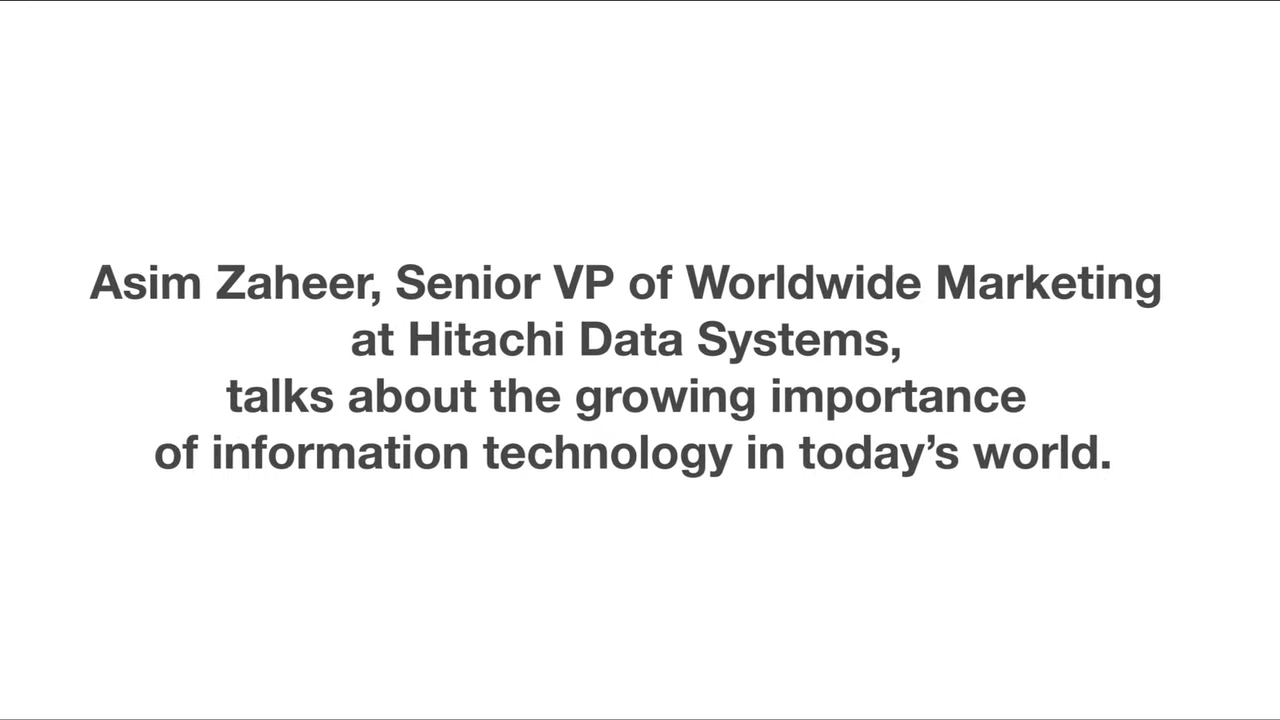 Asim Zaheer, Senior VP of Worldwide Marketing
at Hitachi Data Systems,
talks about the growing importance
of information technology in today’s world.